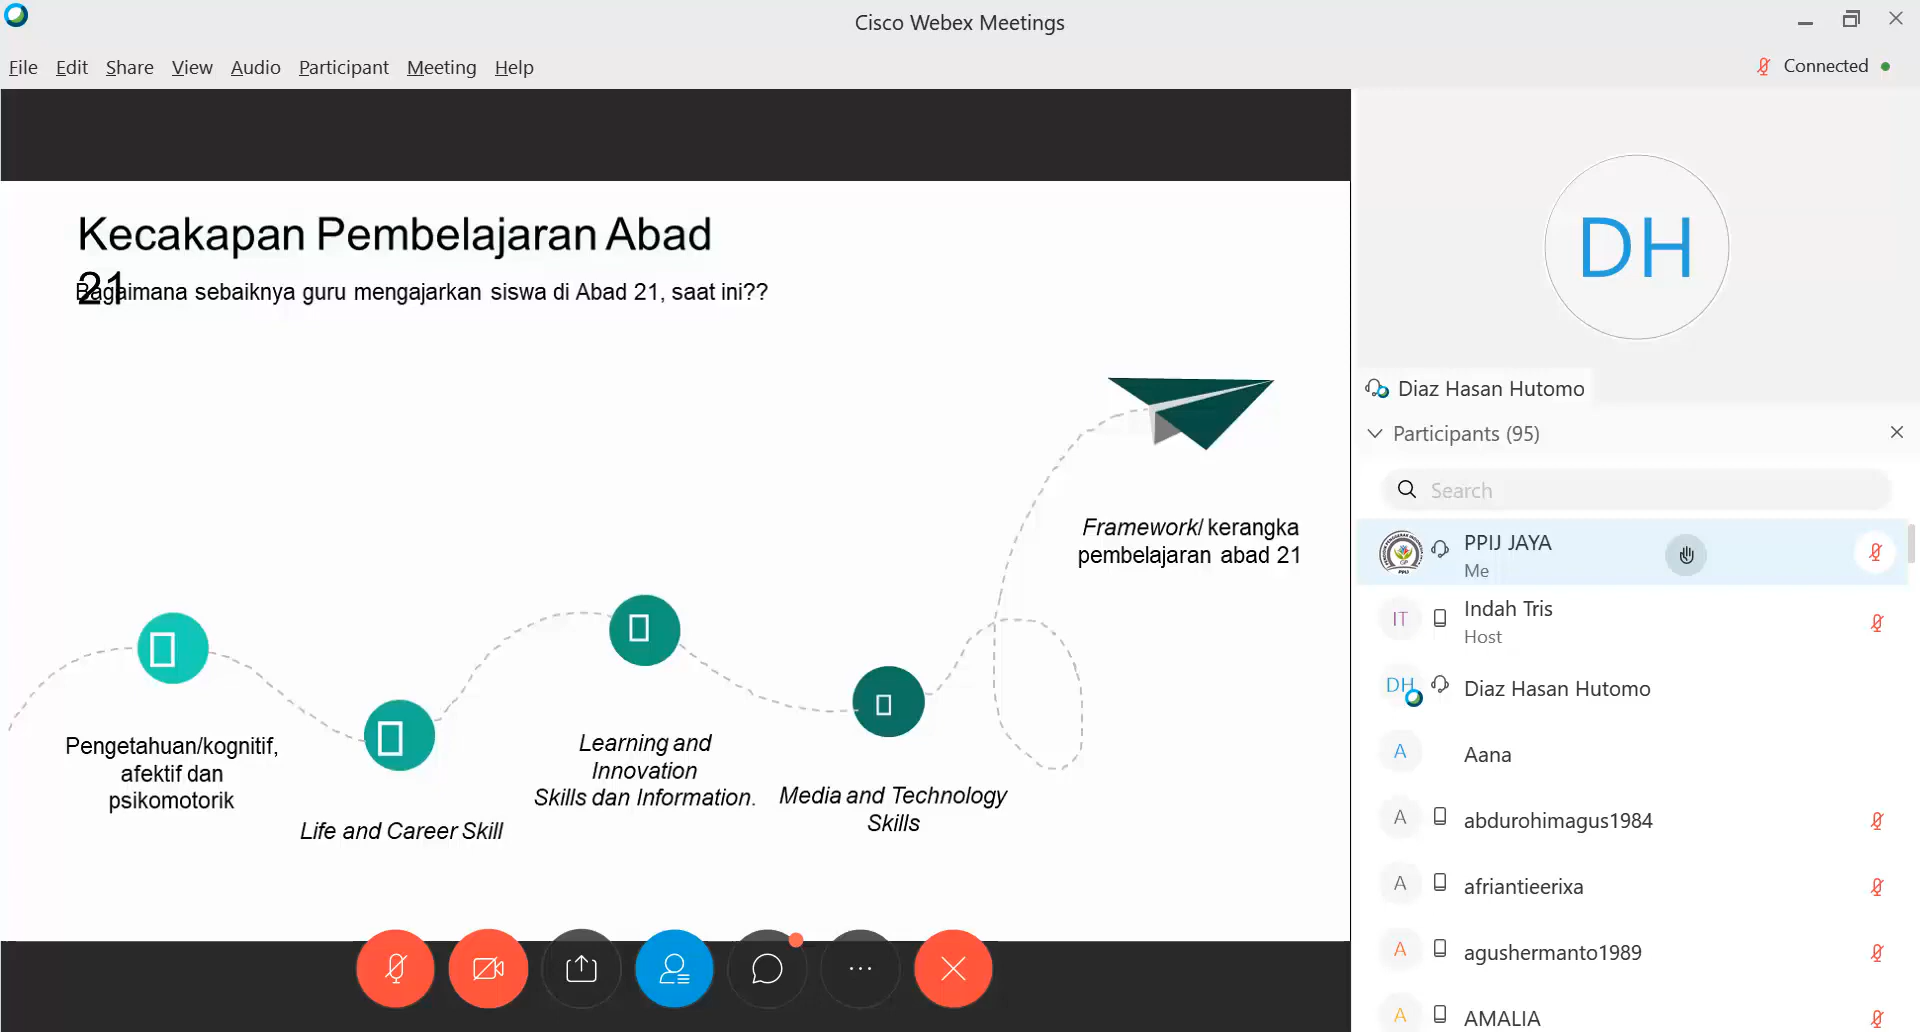 Cisco Webex Meetings
File Edit Share View Audio Participant Meeting Help
Connected
Kecakapan Pembelajaran Abad
21
Bagaimana sebaiknya guru mengajarkan siswa di Abad 21, saat ini??
Framework/ kerangka
pembelajaran abad 21
Pengetahuan/kognitif,
afektif dan
psikomotorik
Life and Career Skill
Learning and
Innovation
Skills dan Information.
Media and Technology
Skills
DH
Diaz Hasan Hutomo
Participants (95)
Search
PPIJ JAYA
Me
IT Indah Tris
Host
DH Diaz Hasan Hutomo
A Aana
A abdurohimagus1984
A afriantieerixa
A agushermanto1989
A AMALIA